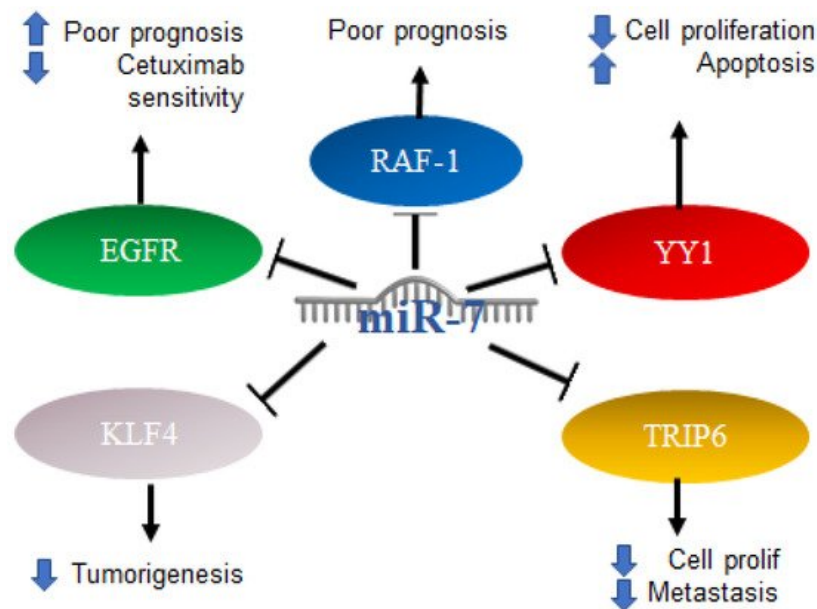 Poor prognosis
Cetuximab
sensitivity
Poor prognosis
Cell proliferation
Apoptosis
RAF-1
EGFR
YY1
miR-7
KLF4
TRIP6
Tumorigenesis
Cell prolif
Metastasis